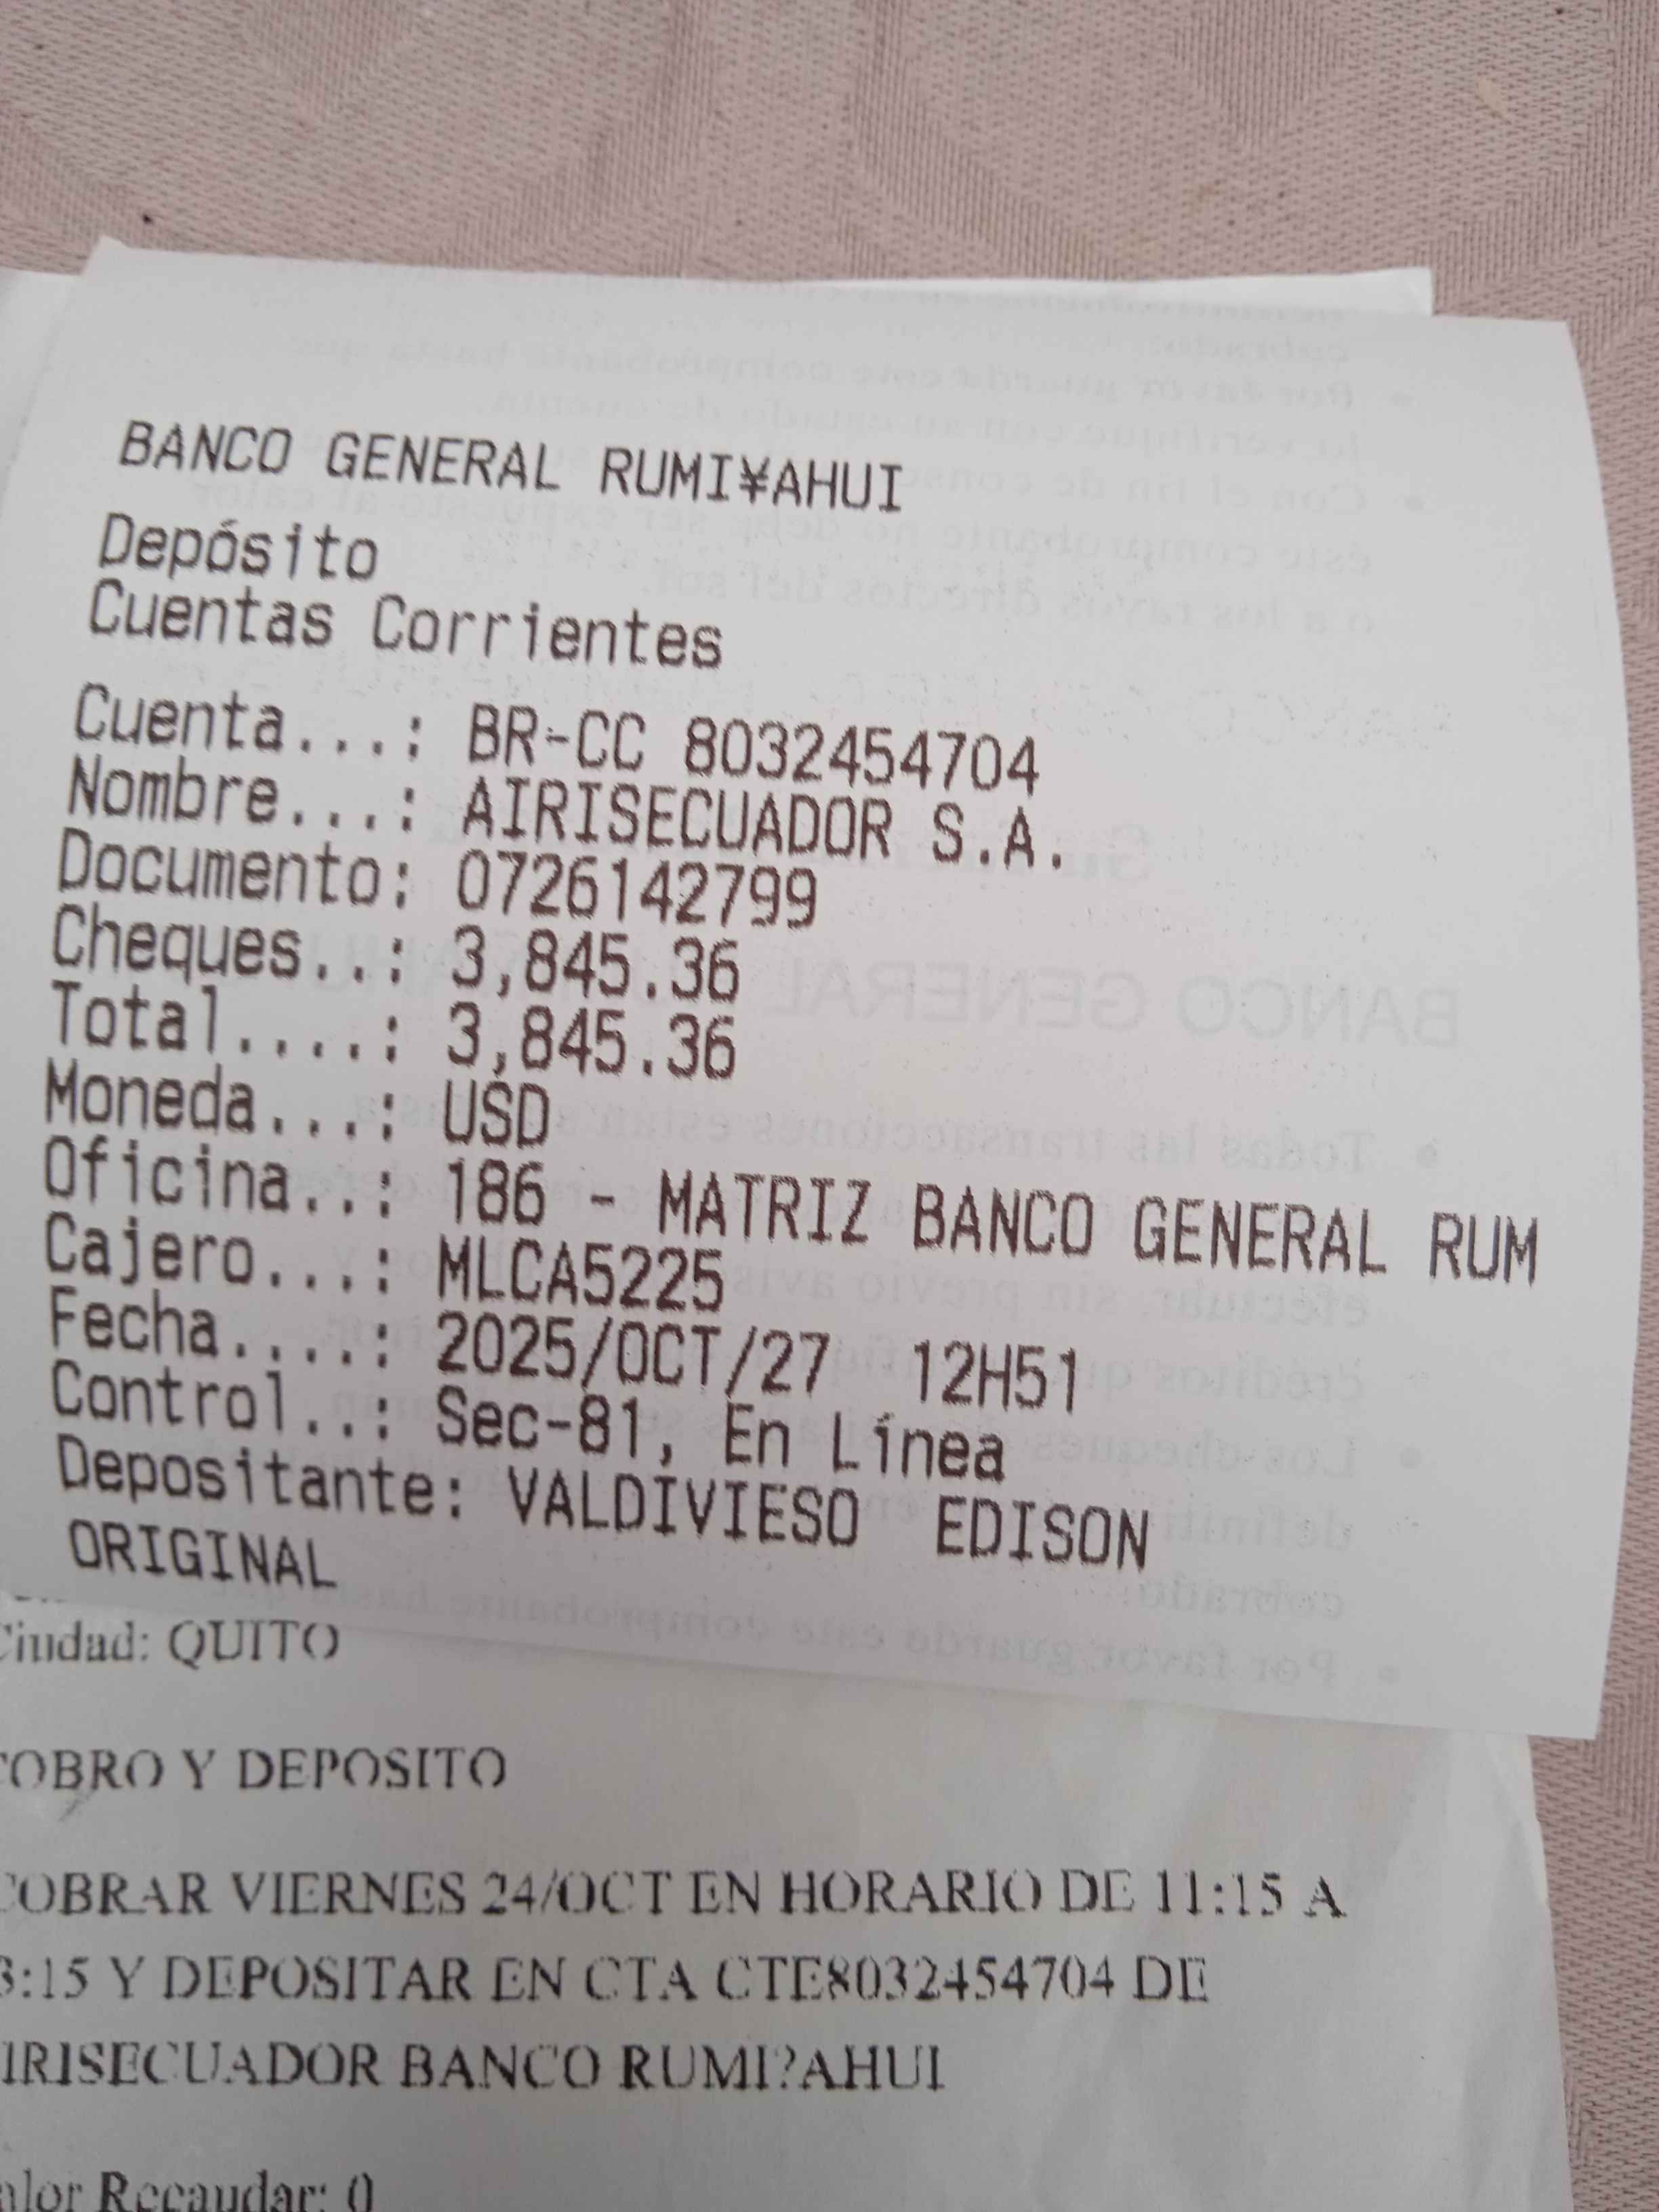 BANCO GENERAL RUMI¥AHUI
Depósito
Cuentas Corrientes
Cuenta...: BR-CC 8032454704
Nombre...: AIRISECUADOR S.A.
Documento: 0726142799
Cheques..: 3,845.36
Total....: 3,845.36
Moneda...: USD
Oficina..: 186 - MATRIZ BANCO GENERAL RUM
Cajero...: MLCA5225
Fecha....: 2025/OCT/27 12H51
Control..: Sec-81, En Línea
Depositante: VALDIVIESO EDISON
ORIGINAL
Ciudad: QUITO
COBRO Y DEPOSITO
COBRAR VIERNES 24/OCT EN HORARIO DE 11:15 A
3:15 Y DEPOSITAR EN CTA CTE8032454704 DE
IRISECUADOR BANCO RUMI?AHUI
alor Recaudar: 0